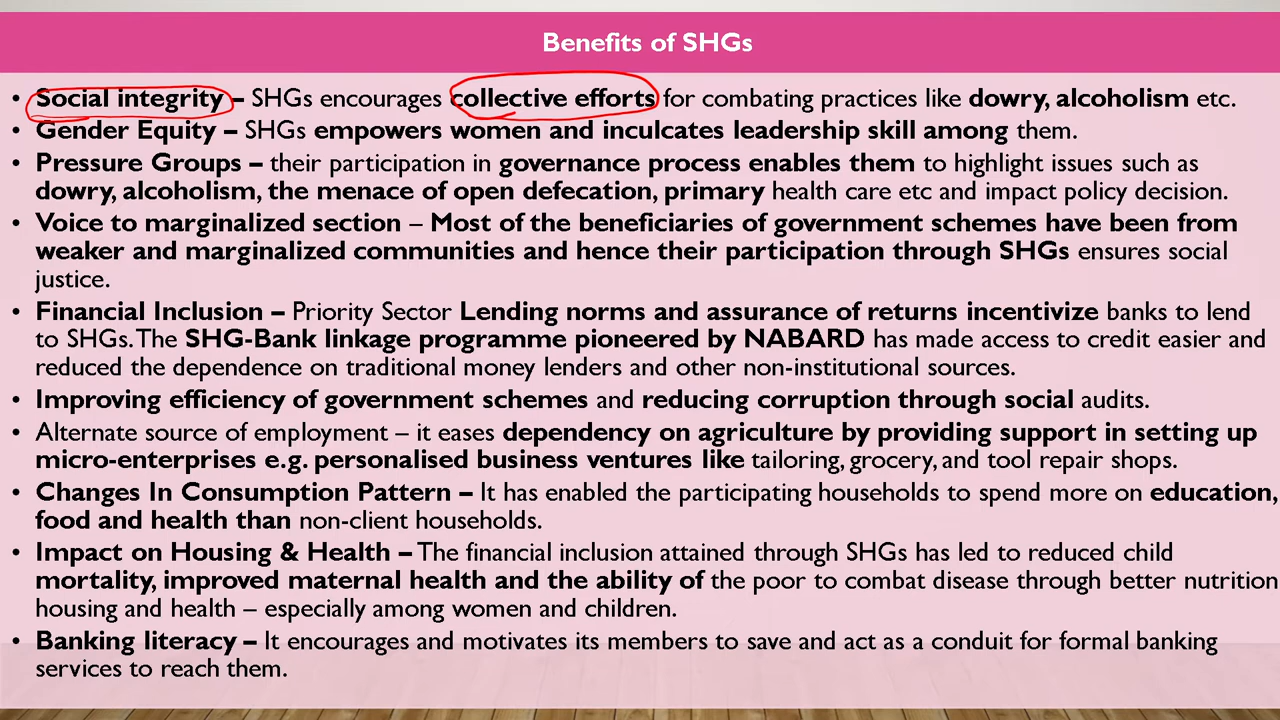 Benefits of SHGs
• Social integrity – SHGs encourages collective efforts for combating practices like dowry, alcoholism etc.
• Gender Equity – SHGs empowers women and inculcates leadership skill among them.
• Pressure Groups – their participation in governance process enables them to highlight issues such as
dowry, alcoholism, the menace of open defecation, primary health care etc and impact policy decision.
• Voice to marginalized section – Most of the beneficiaries of government schemes have been from
weaker and marginalized communities and hence their participation through SHGs ensures social
justice.
• Financial Inclusion – Priority Sector Lending norms and assurance of returns incentivize banks to lend
to SHGs. The SHG-Bank linkage programme pioneered by NABARD has made access to credit easier and
reduced the dependence on traditional money lenders and other non-institutional sources.
• Improving efficiency of government schemes and reducing corruption through social audits.
• Alternate source of employment – it eases dependency on agriculture by providing support in setting up
micro-enterprises e.g. personalised business ventures like tailoring, grocery, and tool repair shops.
• Changes In Consumption Pattern – It has enabled the participating households to spend more on education,
food and health than non-client households.
• Impact on Housing & Health – The financial inclusion attained through SHGs has led to reduced child
mortality, improved maternal health and the ability of the poor to combat disease through better nutrition
housing and health – especially among women and children.
• Banking literacy – It encourages and motivates its members to save and act as a conduit for formal banking
services to reach them.